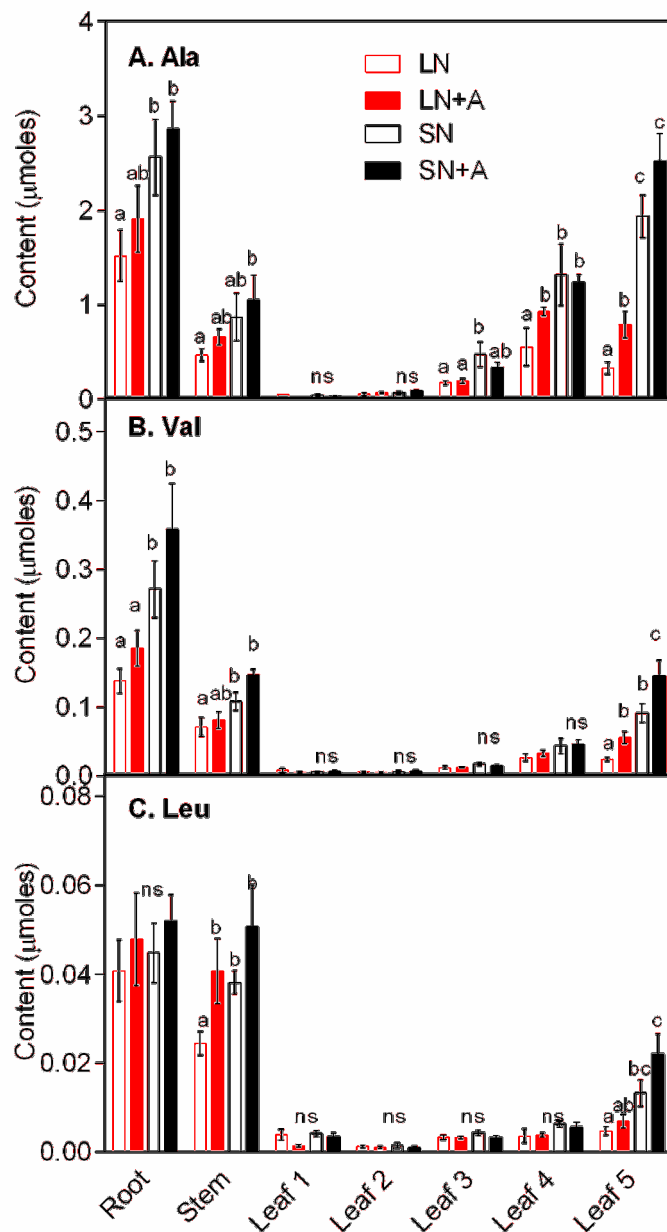 A. Ala
LN
LN+A
SN
SN+A
Content (μmoles)
4
3
2
1
0
a ab b b
a ab ab b
ns
ns
a a b ab
a b b b
a b c c
B. Val
Content (μmoles)
0.5
0.4
0.3
0.2
0.1
0.0
a a b b
a ab b b
ns
ns
ns
ns
a b b c
C. Leu
Content (μmoles)
0.08
0.06
0.04
0.02
0.00
ns
a b b b
ns
ns
ns
ns
a ab bc c
Root Stem Leaf 1 Leaf 2 Leaf 3 Leaf 4 Leaf 5